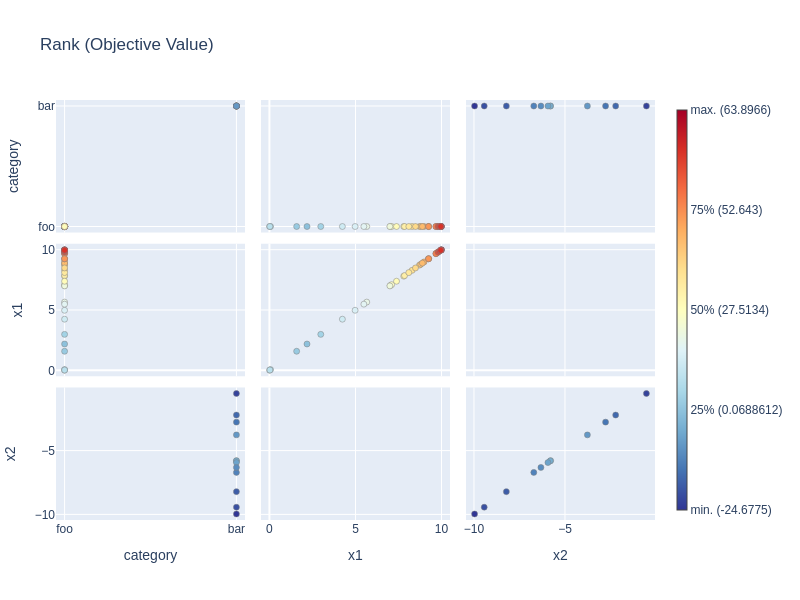 Rank (Objective Value)
bar
category
foo
10
x1
5
0
x2
−5
−10
foo
bar
0
5
10
−10
−5
category
x1
x2
max. (63.8966)
75% (52.643)
50% (27.5134)
25% (0.0688612)
min. (-24.6775)